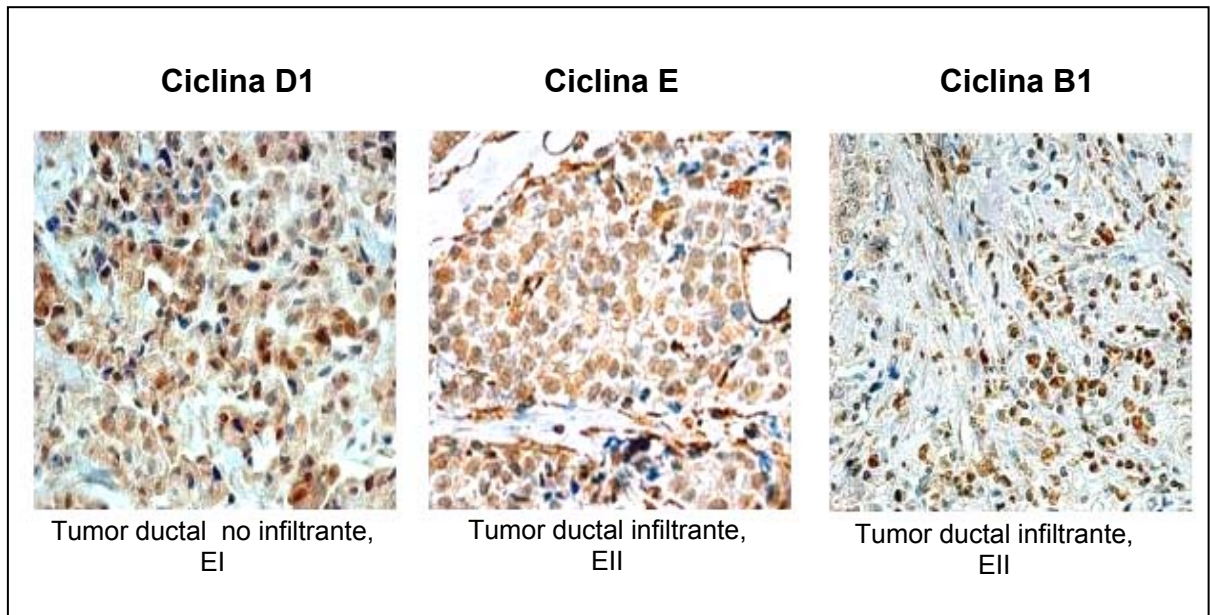 Ciclina D1
Ciclina E
Ciclina B1
Tumor ductal no infiltrante,
EI
Tumor ductal infiltrante,
EII
Tumor ductal infiltrante,
EII